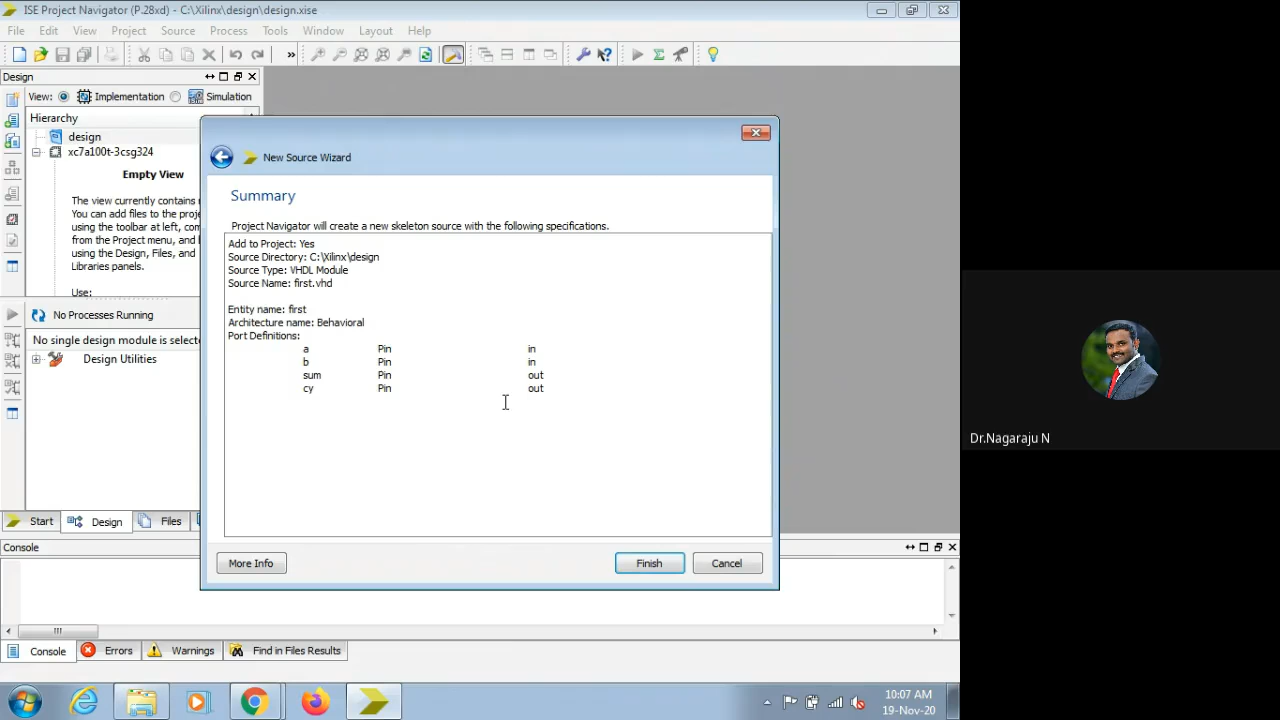 ISE Project Navigator (P.28xd) - C:\Xilinx\design\design.xise
File Edit View Project Source Process Tools Window Layout Help
»
Design
View: Implementation Simulation
Hierarchy
design
xc7a100t-3csg324
Empty View
The view currently contains
You can add files to the proje
using the toolbar at left, com
from the Project menu, and
using the Design, Files, and
Libraries panels.
Use:
No Processes Running
No single design module is selecte
Design Utilities
Start Design Files
New Source Wizard
Summary
Project Navigator will create a new skeleton source with the following specifications.
Add to Project: Yes
Source Directory: C:\Xilinx\design
Source Type: VHDL Module
Source Name: first.vhd
Entity name: first
Architecture name: Behavioral
Port Definitions:
a Pin in
b Pin in
sum Pin out
cy Pin out
More Info Finish Cancel
Console
Console Errors Warnings Find in Files Results
10:07 AM
19-Nov-20
Dr.Nagaraju N